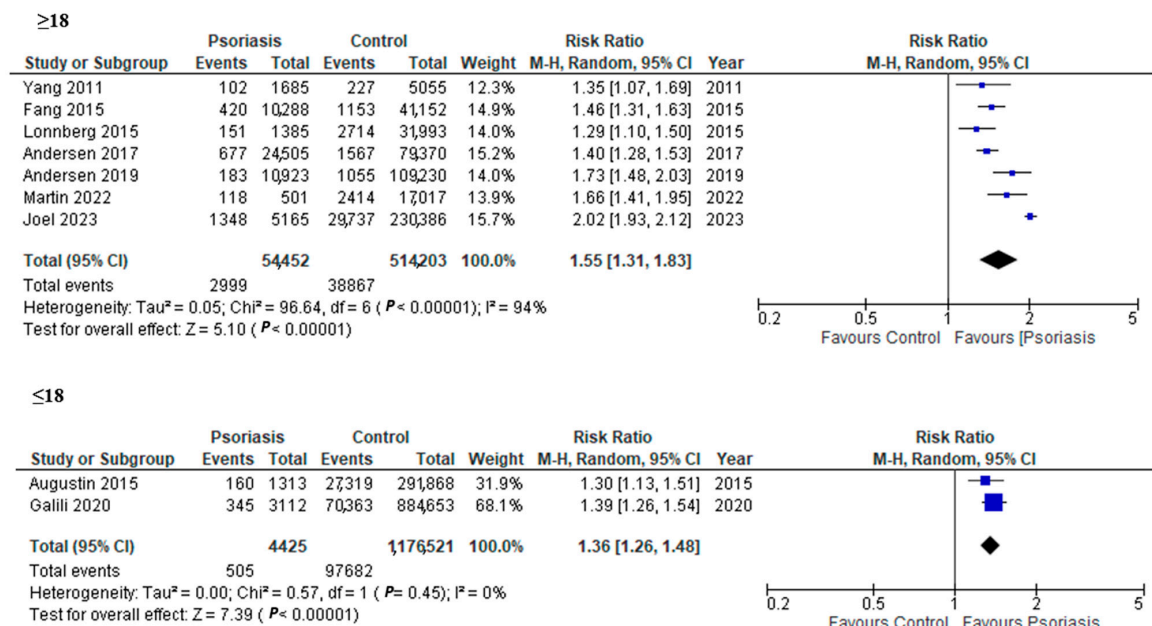 ≥18
Psoriasis Control Risk Ratio Risk Ratio
Study or Subgroup Events Total Events Total Weight M-H, Random, 95% CI Year M-H, Random, 95% CI
Yang 2011 102 1685 227 5055 12.3% 1.35 [1.07, 1.69] 2011
Fang 2015 420 10,288 1153 41,152 14.9% 1.46 [1.31, 1.63] 2015
Lonnberg 2015 151 1385 2714 31,993 14.0% 1.29 [1.10, 1.50] 2015
Andersen 2017 677 24,505 1567 79,370 15.2% 1.40 [1.28, 1.53] 2017
Andersen 2019 183 10,923 1055 109,230 13.9% 1.73 [1.48, 2.03] 2019
Martin 2022 118 501 2414 17,017 13.9% 1.66 [1.41, 1.95] 2022
Joel 2023 1348 5165 29,737 230,386 15.7% 2.02 [1.93, 2.12] 2023
Total (95% CI) 54,452 514,203 100.0% 1.55 [1.31, 1.83]
Total events 2999 38867
Heterogeneity: Tau² = 0.05; Chi² = 96.64, df = 6 ( P < 0.00001); I² = 94%
Test for overall effect: Z = 5.10 ( P < 0.00001)
0.2 0.5 1 2 5
Favours Control Favours [Psoriasis
≤18
Psoriasis Control Risk Ratio Risk Ratio
Study or Subgroup Events Total Events Total Weight M-H, Random, 95% CI Year M-H, Random, 95% CI
Augustin 2015 160 1313 27,319 291,868 31.9% 1.30 [1.13, 1.51] 2015
Galili 2020 345 3112 70,363 884,653 68.1% 1.39 [1.26, 1.54] 2020
Total (95% CI) 4425 1,176,521 100.0% 1.36 [1.26, 1.48]
Total events 505 97682
Heterogeneity: Tau² = 0.00; Chi² = 0.57, df = 1 ( P = 0.45); I² = 0%
Test for overall effect: Z = 7.39 ( P < 0.00001)
0.2 0.5 1 2 5
Favours Control Favours Psoriasis